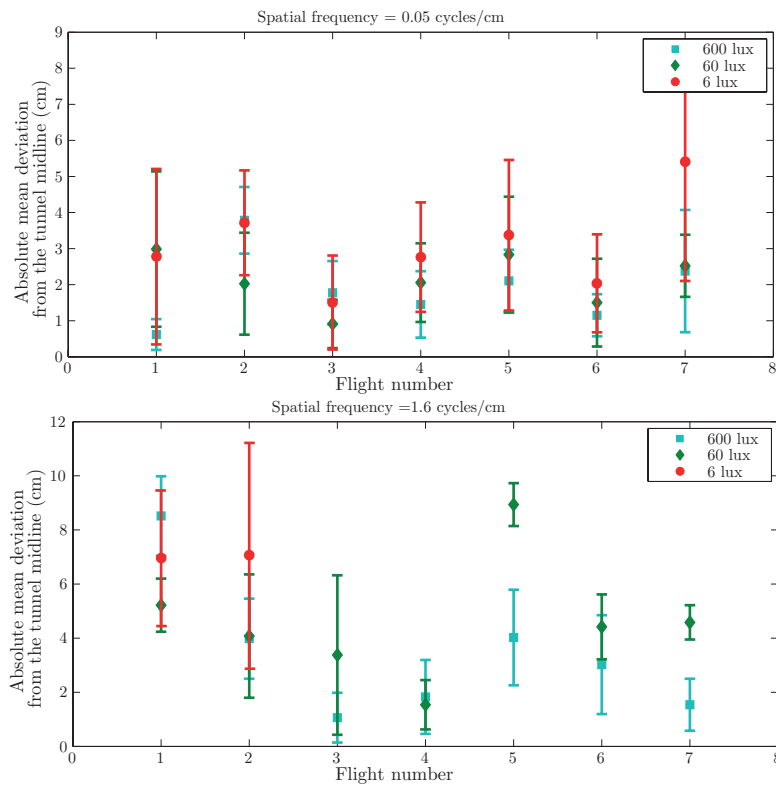 Spatial frequency = 0.05 cycles/cm
9
8
7
6
5
4
3
2
1
0
Absolute mean deviation
from the tunnel midline (cm)
600 lux
60 lux
6 lux
0 1 2 3 4 5 6 7 8
Flight number
Spatial frequency =1.6 cycles/cm
12
10
8
6
4
2
0
Absolute mean deviation
from the tunnel midline (cm)
600 lux
60 lux
6 lux
0 1 2 3 4 5 6 7 8
Flight number